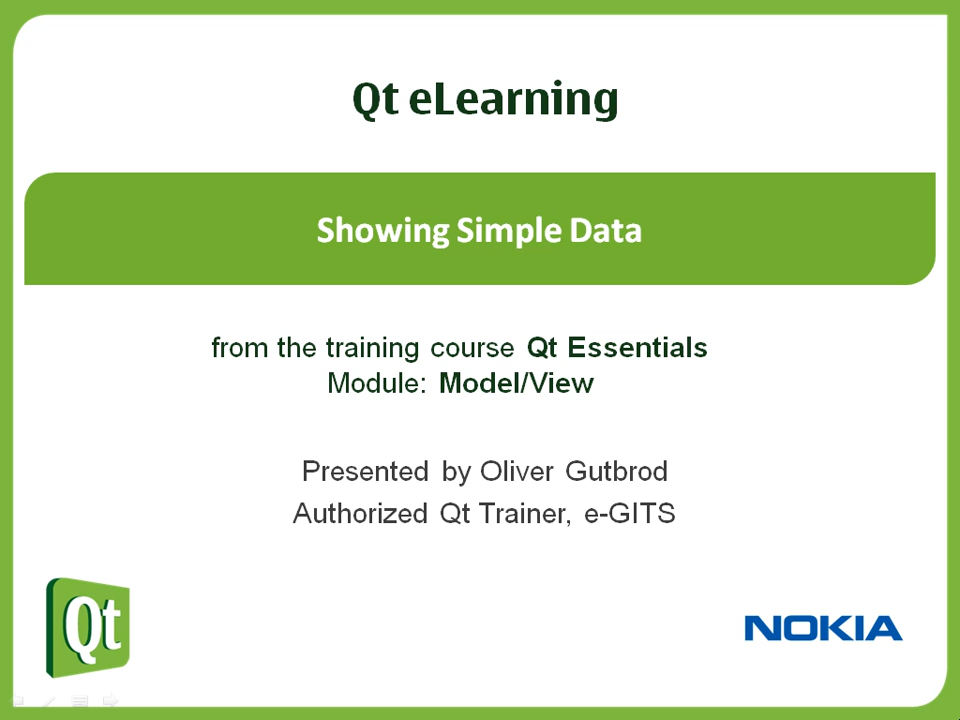 Qt eLearning
Showing Simple Data
from the training course Qt Essentials
Module: Model/View
Presented by Oliver Gutbrod
Authorized Qt Trainer, e-GITS
Qt
NOKIA